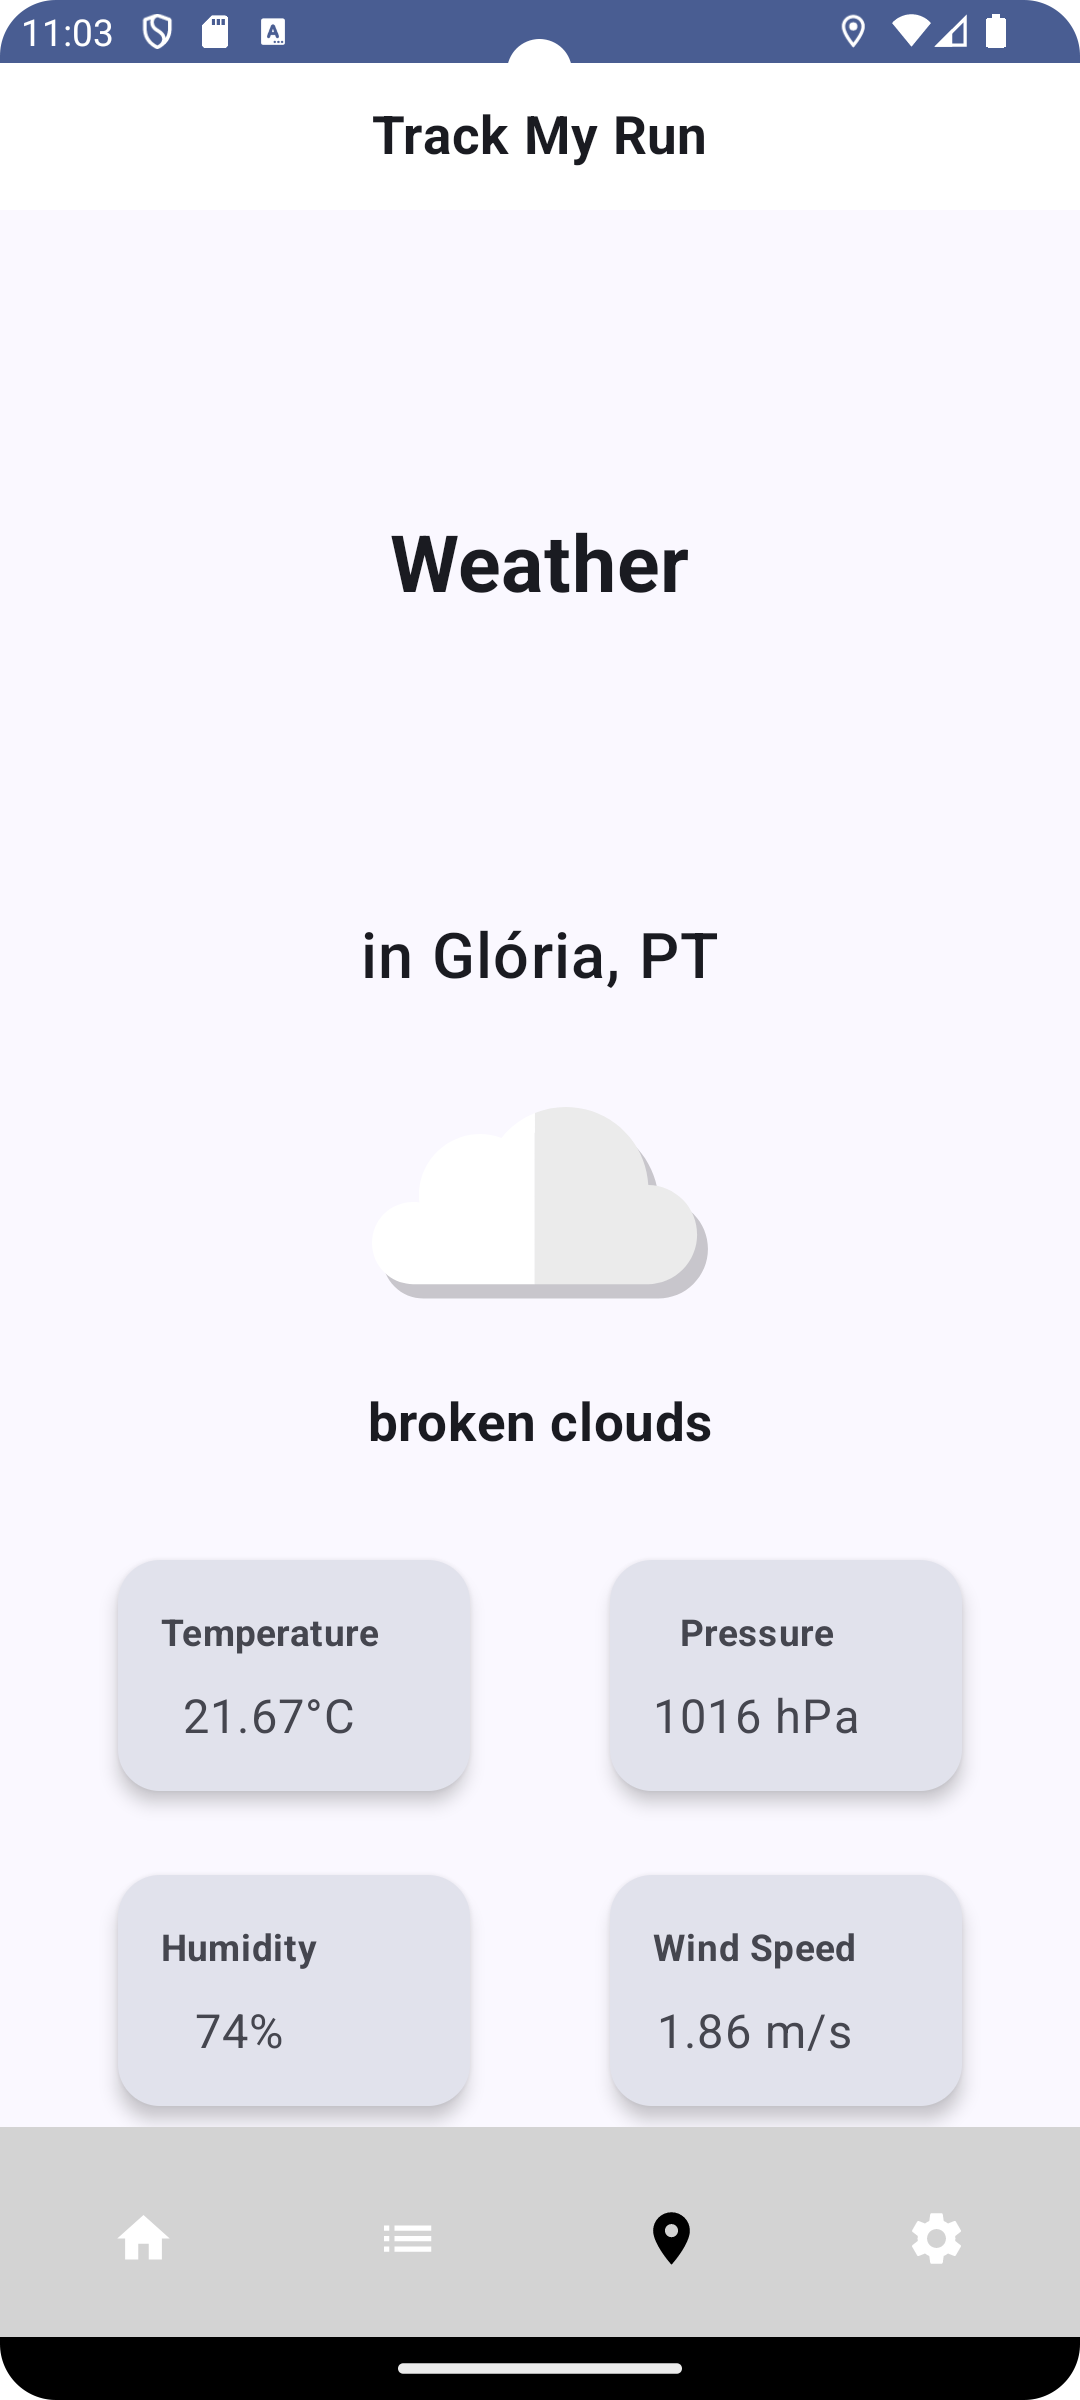 11:03
Track My Run
Weather
in Glória, PT
broken clouds
Temperature
21.67°C
Pressure
1016 hPa
Humidity
74%
Wind Speed
1.86 m/s